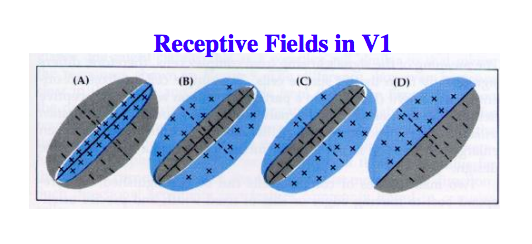 Receptive Fields in V1
(A) (B) (C) (D)